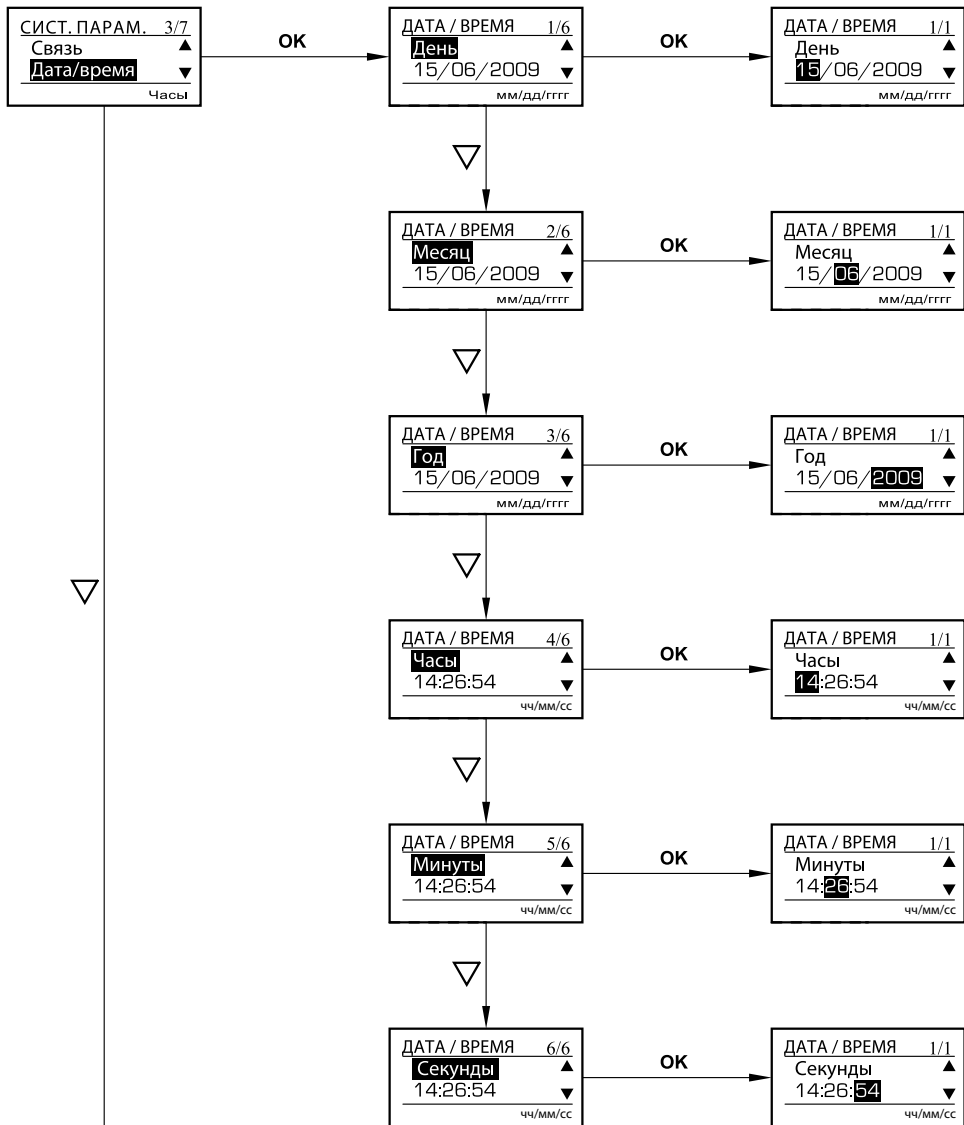 СИСТ. ПАРАМ. 3/7
Связь
Дата/время
Часы
OK
ДАТА / ВРЕМЯ 1/6
День
15/06/2009
мм/дд/гггг
OK
ДАТА / ВРЕМЯ 1/1
День
15/06/2009
мм/дд/гггг
ДАТА / ВРЕМЯ 2/6
Месяц
15/06/2009
мм/дд/гггг
OK
ДАТА / ВРЕМЯ 1/1
Месяц
15/06/2009
мм/дд/гггг
ДАТА / ВРЕМЯ 3/6
Год
15/06/2009
мм/дд/гггг
OK
ДАТА / ВРЕМЯ 1/1
Год
15/06/2009
мм/дд/гггг
ДАТА / ВРЕМЯ 4/6
Часы
14:26:54
чч/мм/сс
OK
ДАТА / ВРЕМЯ 1/1
Часы
14:26:54
чч/мм/сс
ДАТА / ВРЕМЯ 5/6
Минуты
14:26:54
чч/мм/сс
OK
ДАТА / ВРЕМЯ 1/1
Минуты
14:26:54
чч/мм/сс
ДАТА / ВРЕМЯ 6/6
Секунды
14:26:54
чч/мм/сс
OK
ДАТА / ВРЕМЯ 1/1
Секунды
14:26:54
чч/мм/сс